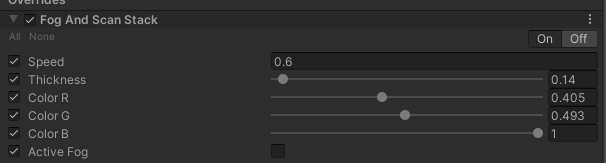 Overrides
Fog And Scan Stack
All None
On Off
Speed 0.6
Thickness 0.14
Color R 0.405
Color G 0.493
Color B 1
Active Fog